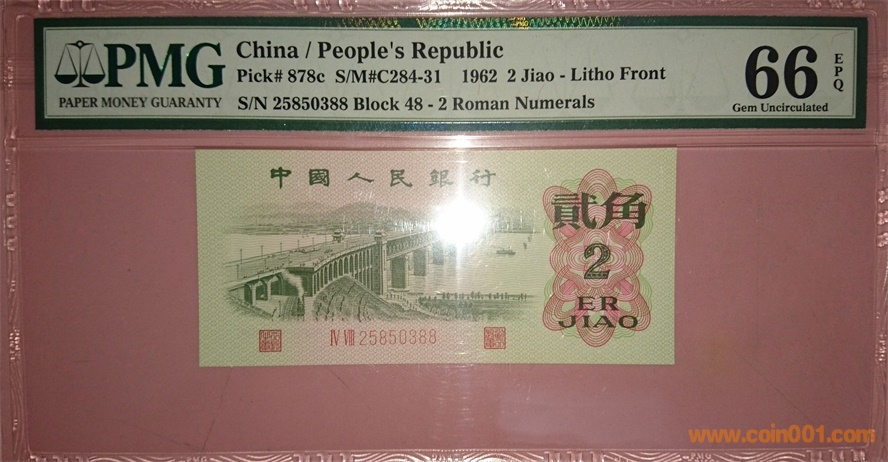 PMG
PAPER MONEY GUARANTY
China / People's Republic
Pick# 878c S/M#C284-31 1962 2 Jiao - Litho Front
S/N 25850388 Block 48 - 2 Roman Numerals
66
EPQ
Gem Uncirculated
中國人民銀行
貳角
2
ER
JIAO
Ⅳ Ⅷ 25850388
www.coin001.com